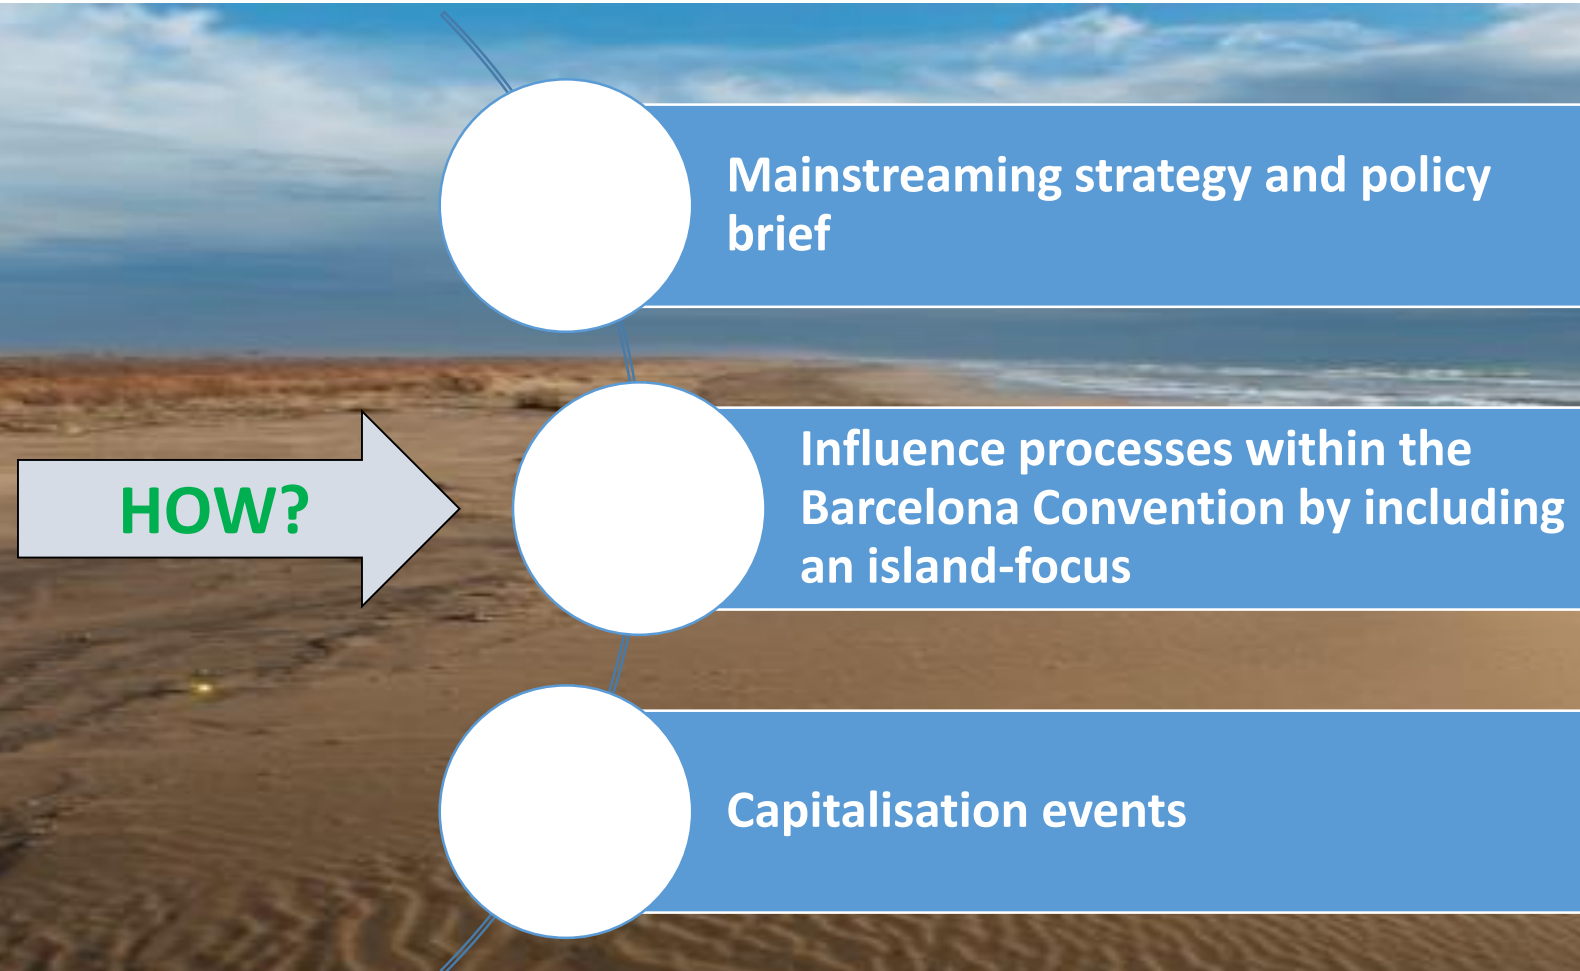 Mainstreaming strategy and policy
brief
HOW?
Influence processes within the
Barcelona Convention by including
an island-focus
Capitalisation events